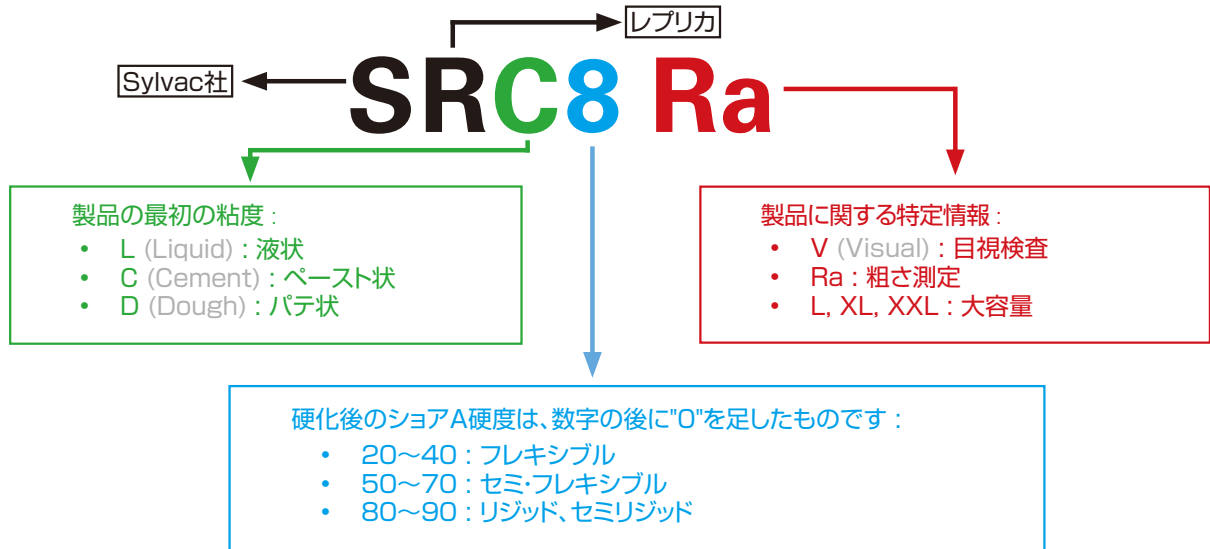 レプリカ
Sylvac社
SRC8 Ra
製品の最初の粘度 :
• L (Liquid) : 液状
• C (Cement) : ペースト状
• D (Dough) : パテ状
製品に関する特定情報 :
• V (Visual) : 目視検査
• Ra : 粗さ測定
• L, XL, XXL : 大容量
硬化後のショアA硬度は、数字の後に"0"を足したものです :
• 20～40 : フレキシブル
• 50～70 : セミ・フレキシブル
• 80～90 : リジッド、セミリジッド